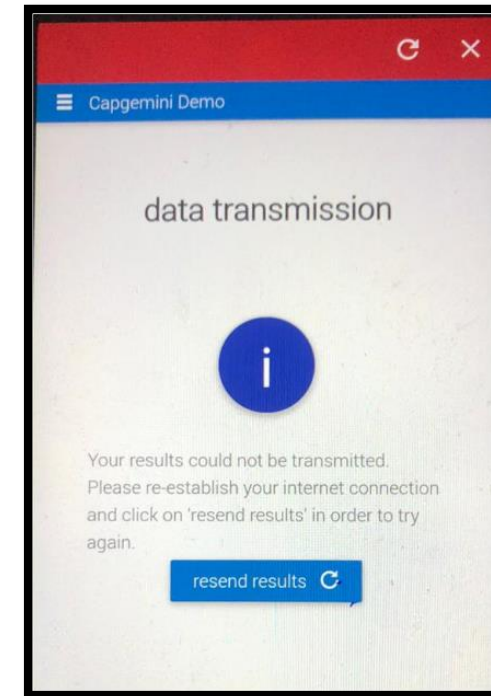 Capgemini Demo
data transmission
i
Your results could not be transmitted.
Please re-establish your internet connection
and click on 'resend results' in order to try
again.
resend results